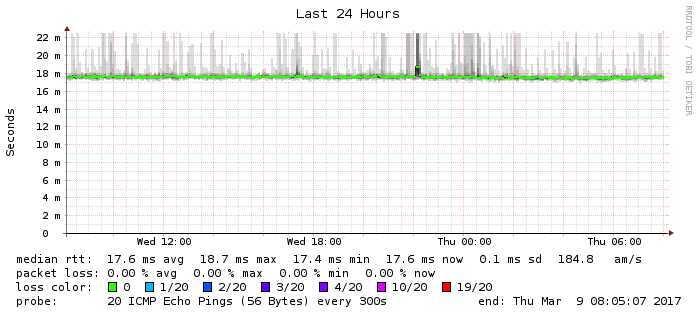 Last 24 Hours
RRDTOOL / TOBI OETIKER
Seconds
22 m
20 m
18 m
16 m
14 m
12 m
10 m
8 m
6 m
4 m
2 m
0
Wed 12:00 Wed 18:00 Thu 00:00 Thu 06:00
median rtt: 17.6 ms avg 18.7 ms max 17.4 ms min 17.6 ms now 0.1 ms sd 184.8 am/s
packet loss: 0.00 % avg 0.00 % max 0.00 % min 0.00 % now
loss color: 0 1/20 2/20 3/20 4/20 10/20 19/20
probe: 20 ICMP Echo Pings (56 Bytes) every 300s end: Thu Mar 9 08:05:07 2017